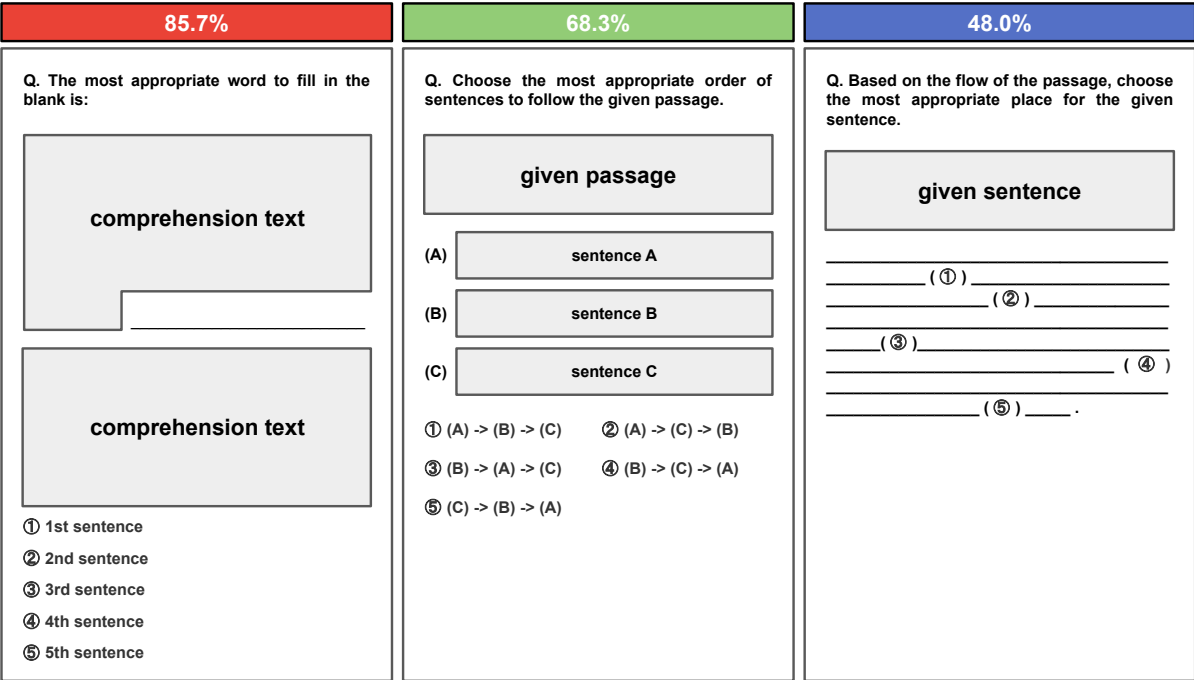 85.7%
Q. The most appropriate word to fill in the
blank is:
comprehension text
comprehension text
① 1st sentence
② 2nd sentence
③ 3rd sentence
④ 4th sentence
⑤ 5th sentence
68.3%
Q. Choose the most appropriate order of
sentences to follow the given passage.
given passage
(A) sentence A
(B) sentence B
(C) sentence C
① (A) -> (B) -> (C) ② (A) -> (C) -> (B)
③ (B) -> (A) -> (C) ④ (B) -> (C) -> (A)
⑤ (C) -> (B) -> (A)
48.0%
Q. Based on the flow of the passage, choose
the most appropriate place for the given
sentence.
given sentence
( ① )
( ② )
( ③ )
( ④ )
( ⑤ ) .